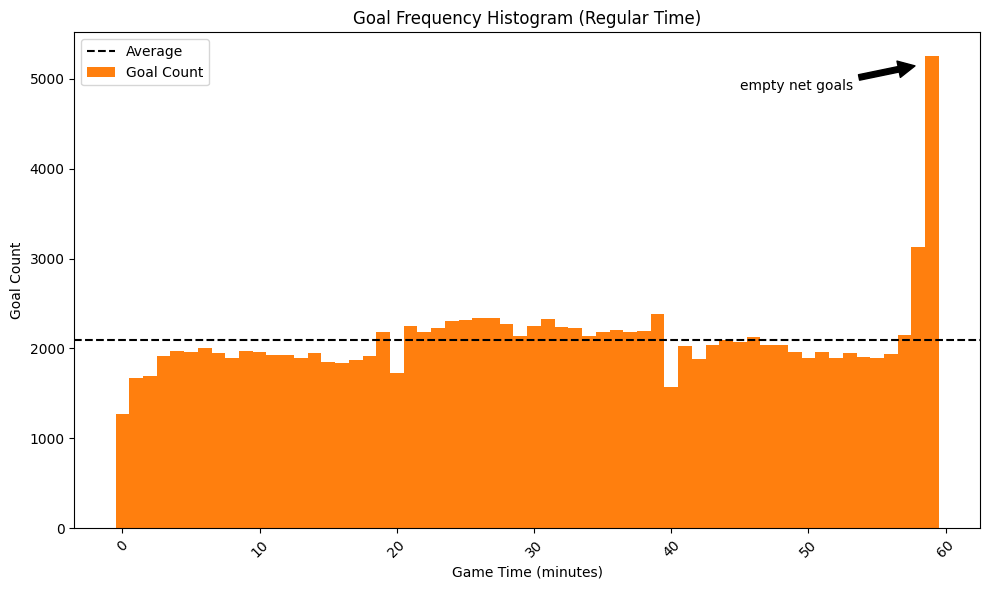 Goal Frequency Histogram (Regular Time)
Average
Goal Count
empty net goals
Goal Count
5000
4000
3000
2000
1000
0
0
10
20
30
40
50
60
Game Time (minutes)